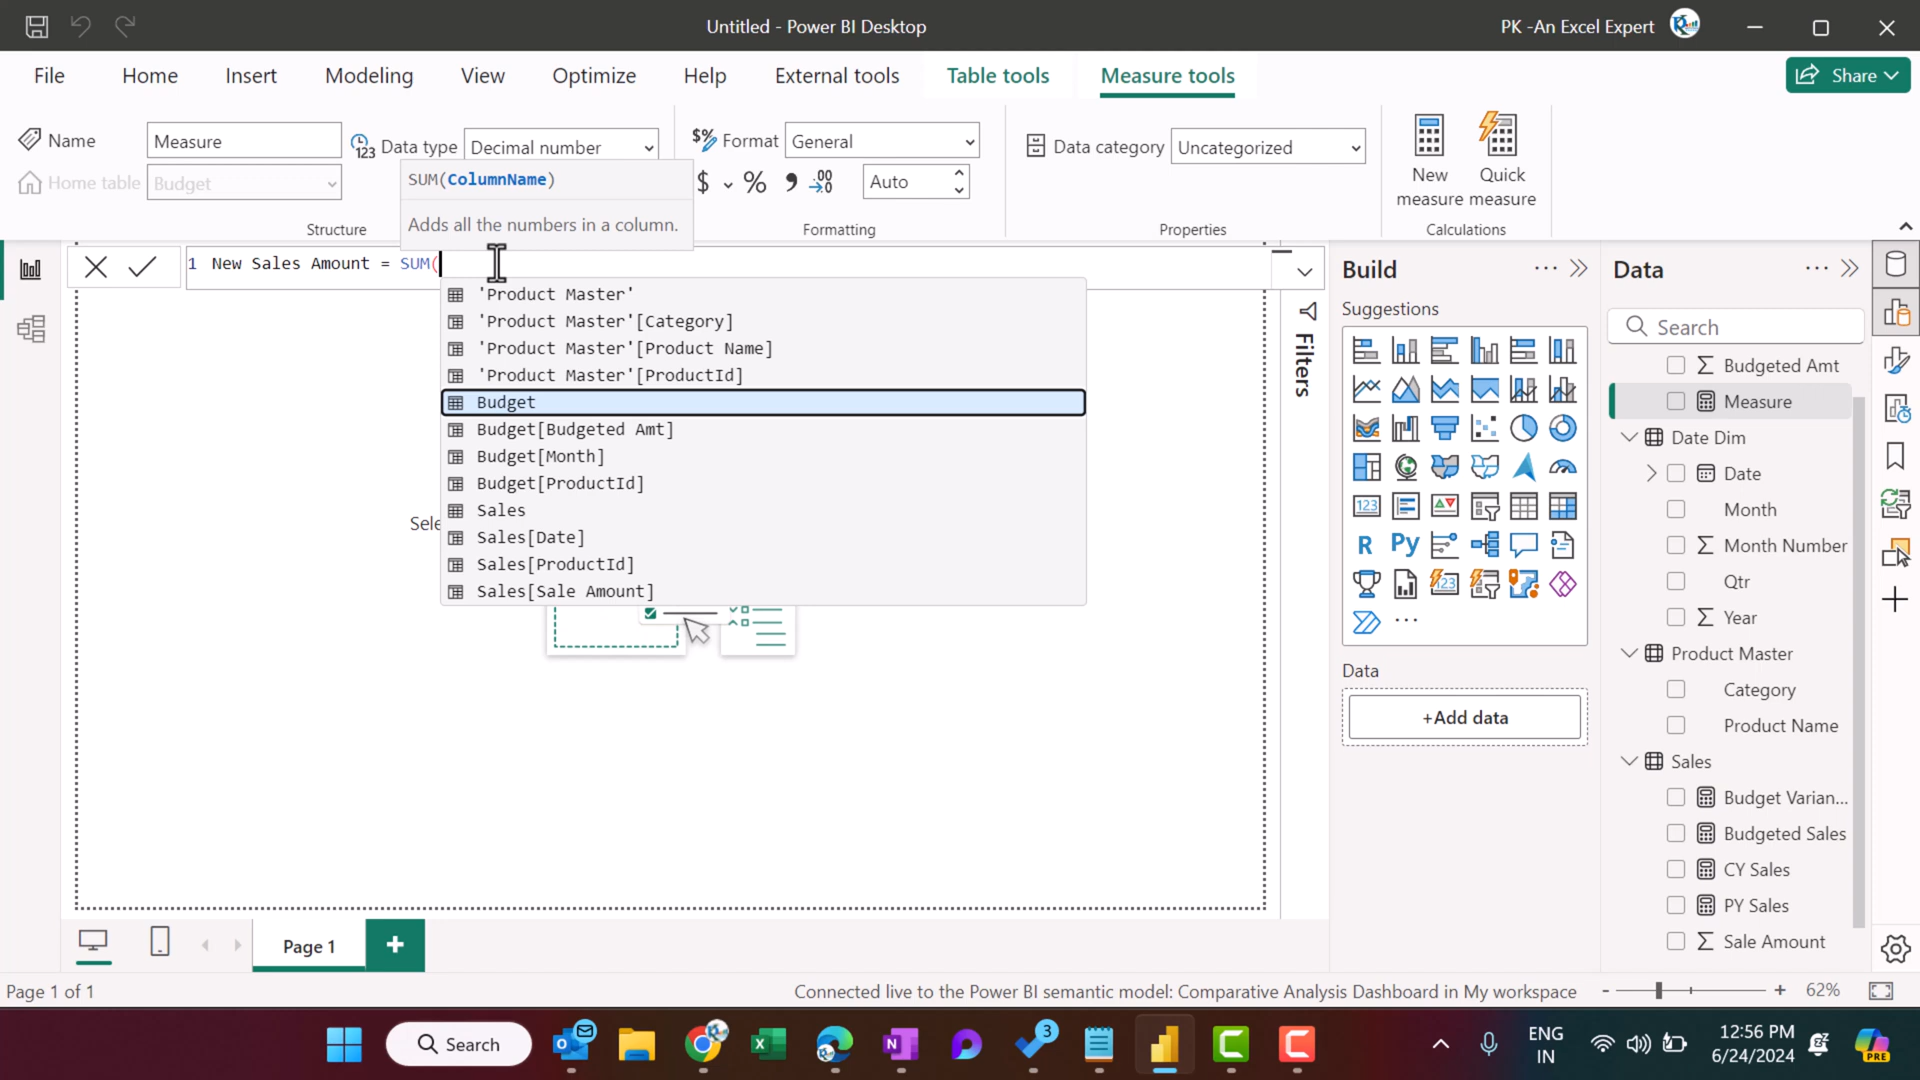 Untitled - Power BI Desktop
PK -An Excel Expert
File Home Insert Modeling View Optimize Help External tools Table tools Measure tools
Share
Name Measure
Data type Decimal number
Format General
Data category Uncategorized
New measure
Quick measure
Home table Budget
$ % Auto
Structure
Formatting
Properties
Calculations
SUM(ColumnName)
Adds all the numbers in a column.
1 New Sales Amount = SUM(
'Product Master'
'Product Master'[Category]
'Product Master'[Product Name]
'Product Master'[ProductId]
Budget
Budget[Budgeted Amt]
Budget[Month]
Budget[ProductId]
Sales
Sales[Date]
Sales[ProductId]
Sales[Sale Amount]
Sele
Filters
Build
Suggestions
R Py
123
Data
+Add data
Data
Search
Budgeted Amt
Measure
Date Dim
Date
Month
Month Number
Qtr
Year
Product Master
Category
Product Name
Sales
Budget Varian...
Budgeted Sales
CY Sales
PY Sales
Sale Amount
Page 1
Page 1 of 1
Connected live to the Power BI semantic model: Comparative Analysis Dashboard in My workspace
62%
Search
3
ENG
IN
12:56 PM
6/24/2024
PRE